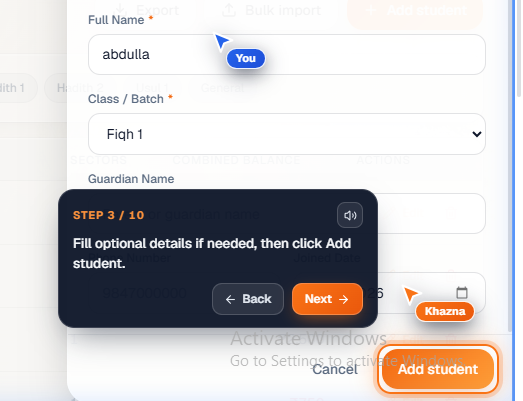 Export
Bulk import
Add student
Full Name *
abdulla
You
Class / Batch *
Fiqh 1
SECTORS COMBINED BALANCE ACTIONS
Guardian Name
STEP 3 / 10
Fill optional details if needed, then click Add
student.
Back
Next
Khazna
Activate Windows
Go to Settings to activate Windows.
Cancel
Add student